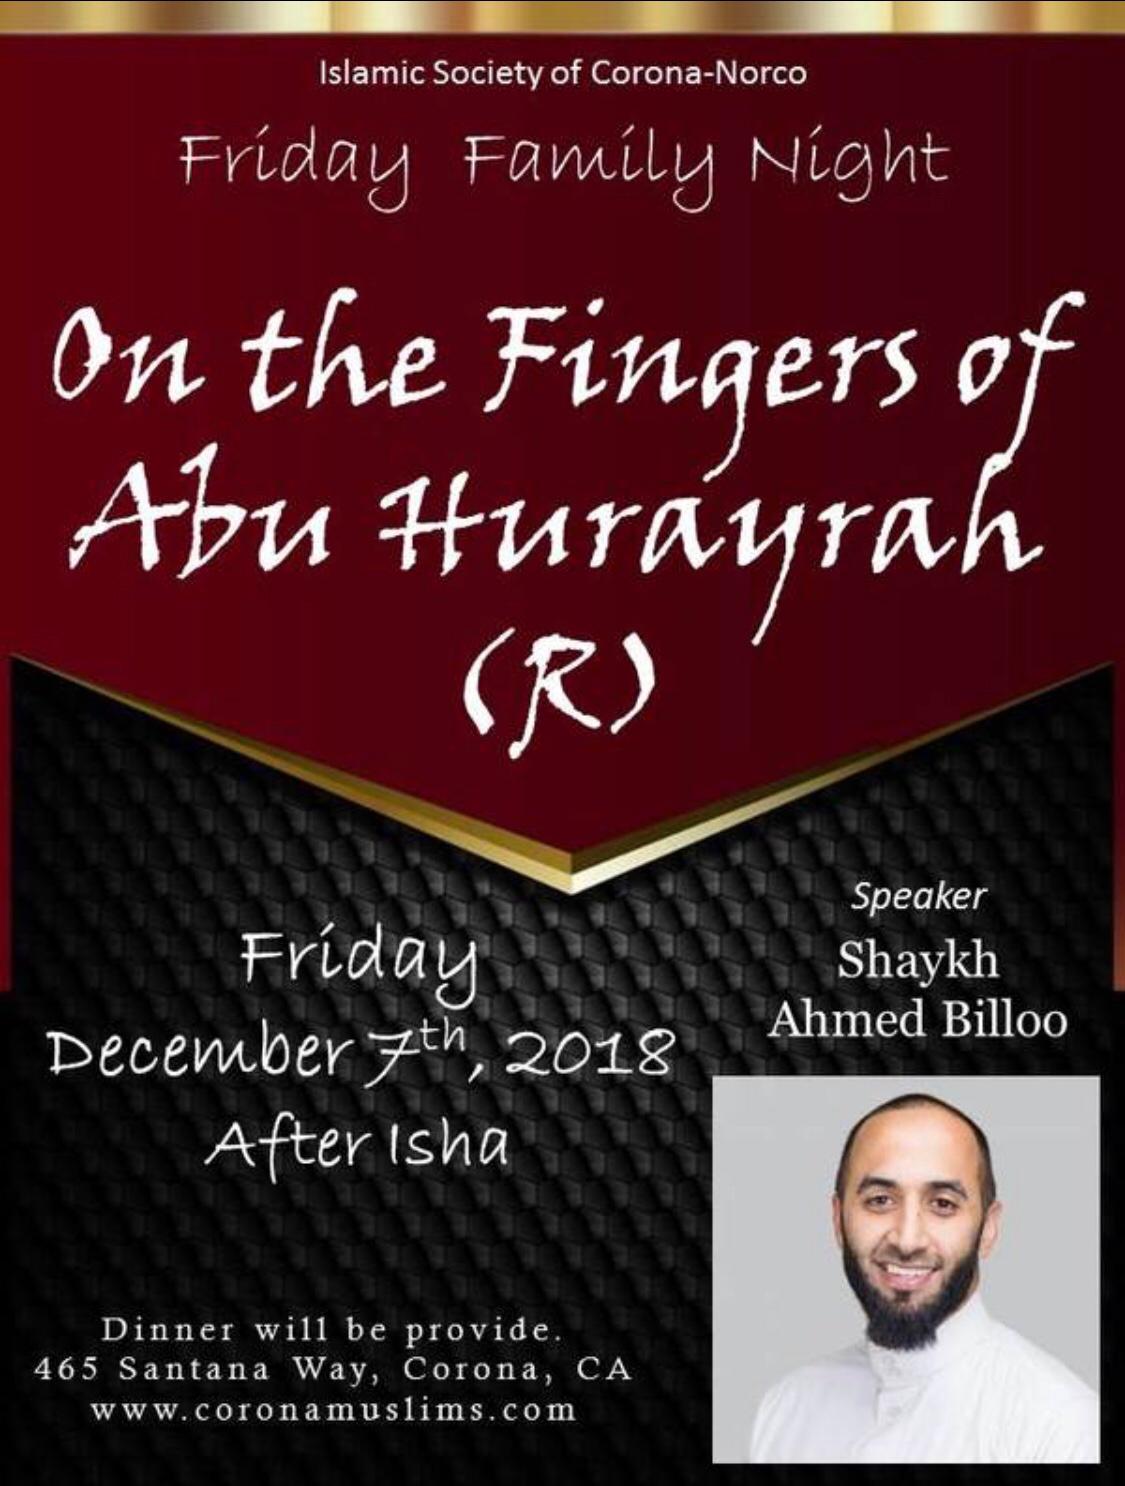 Islamic Society of Corona-Norco
Friday Family Night
On the Fingers of
Abu Hurayrah
(R)
Speaker
Shaykh
Ahmed Billoo
Friday
December 7th, 2018
After Isha
Dinner will be provide.
465 Santana Way, Corona, CA
www.coronamuslims.com